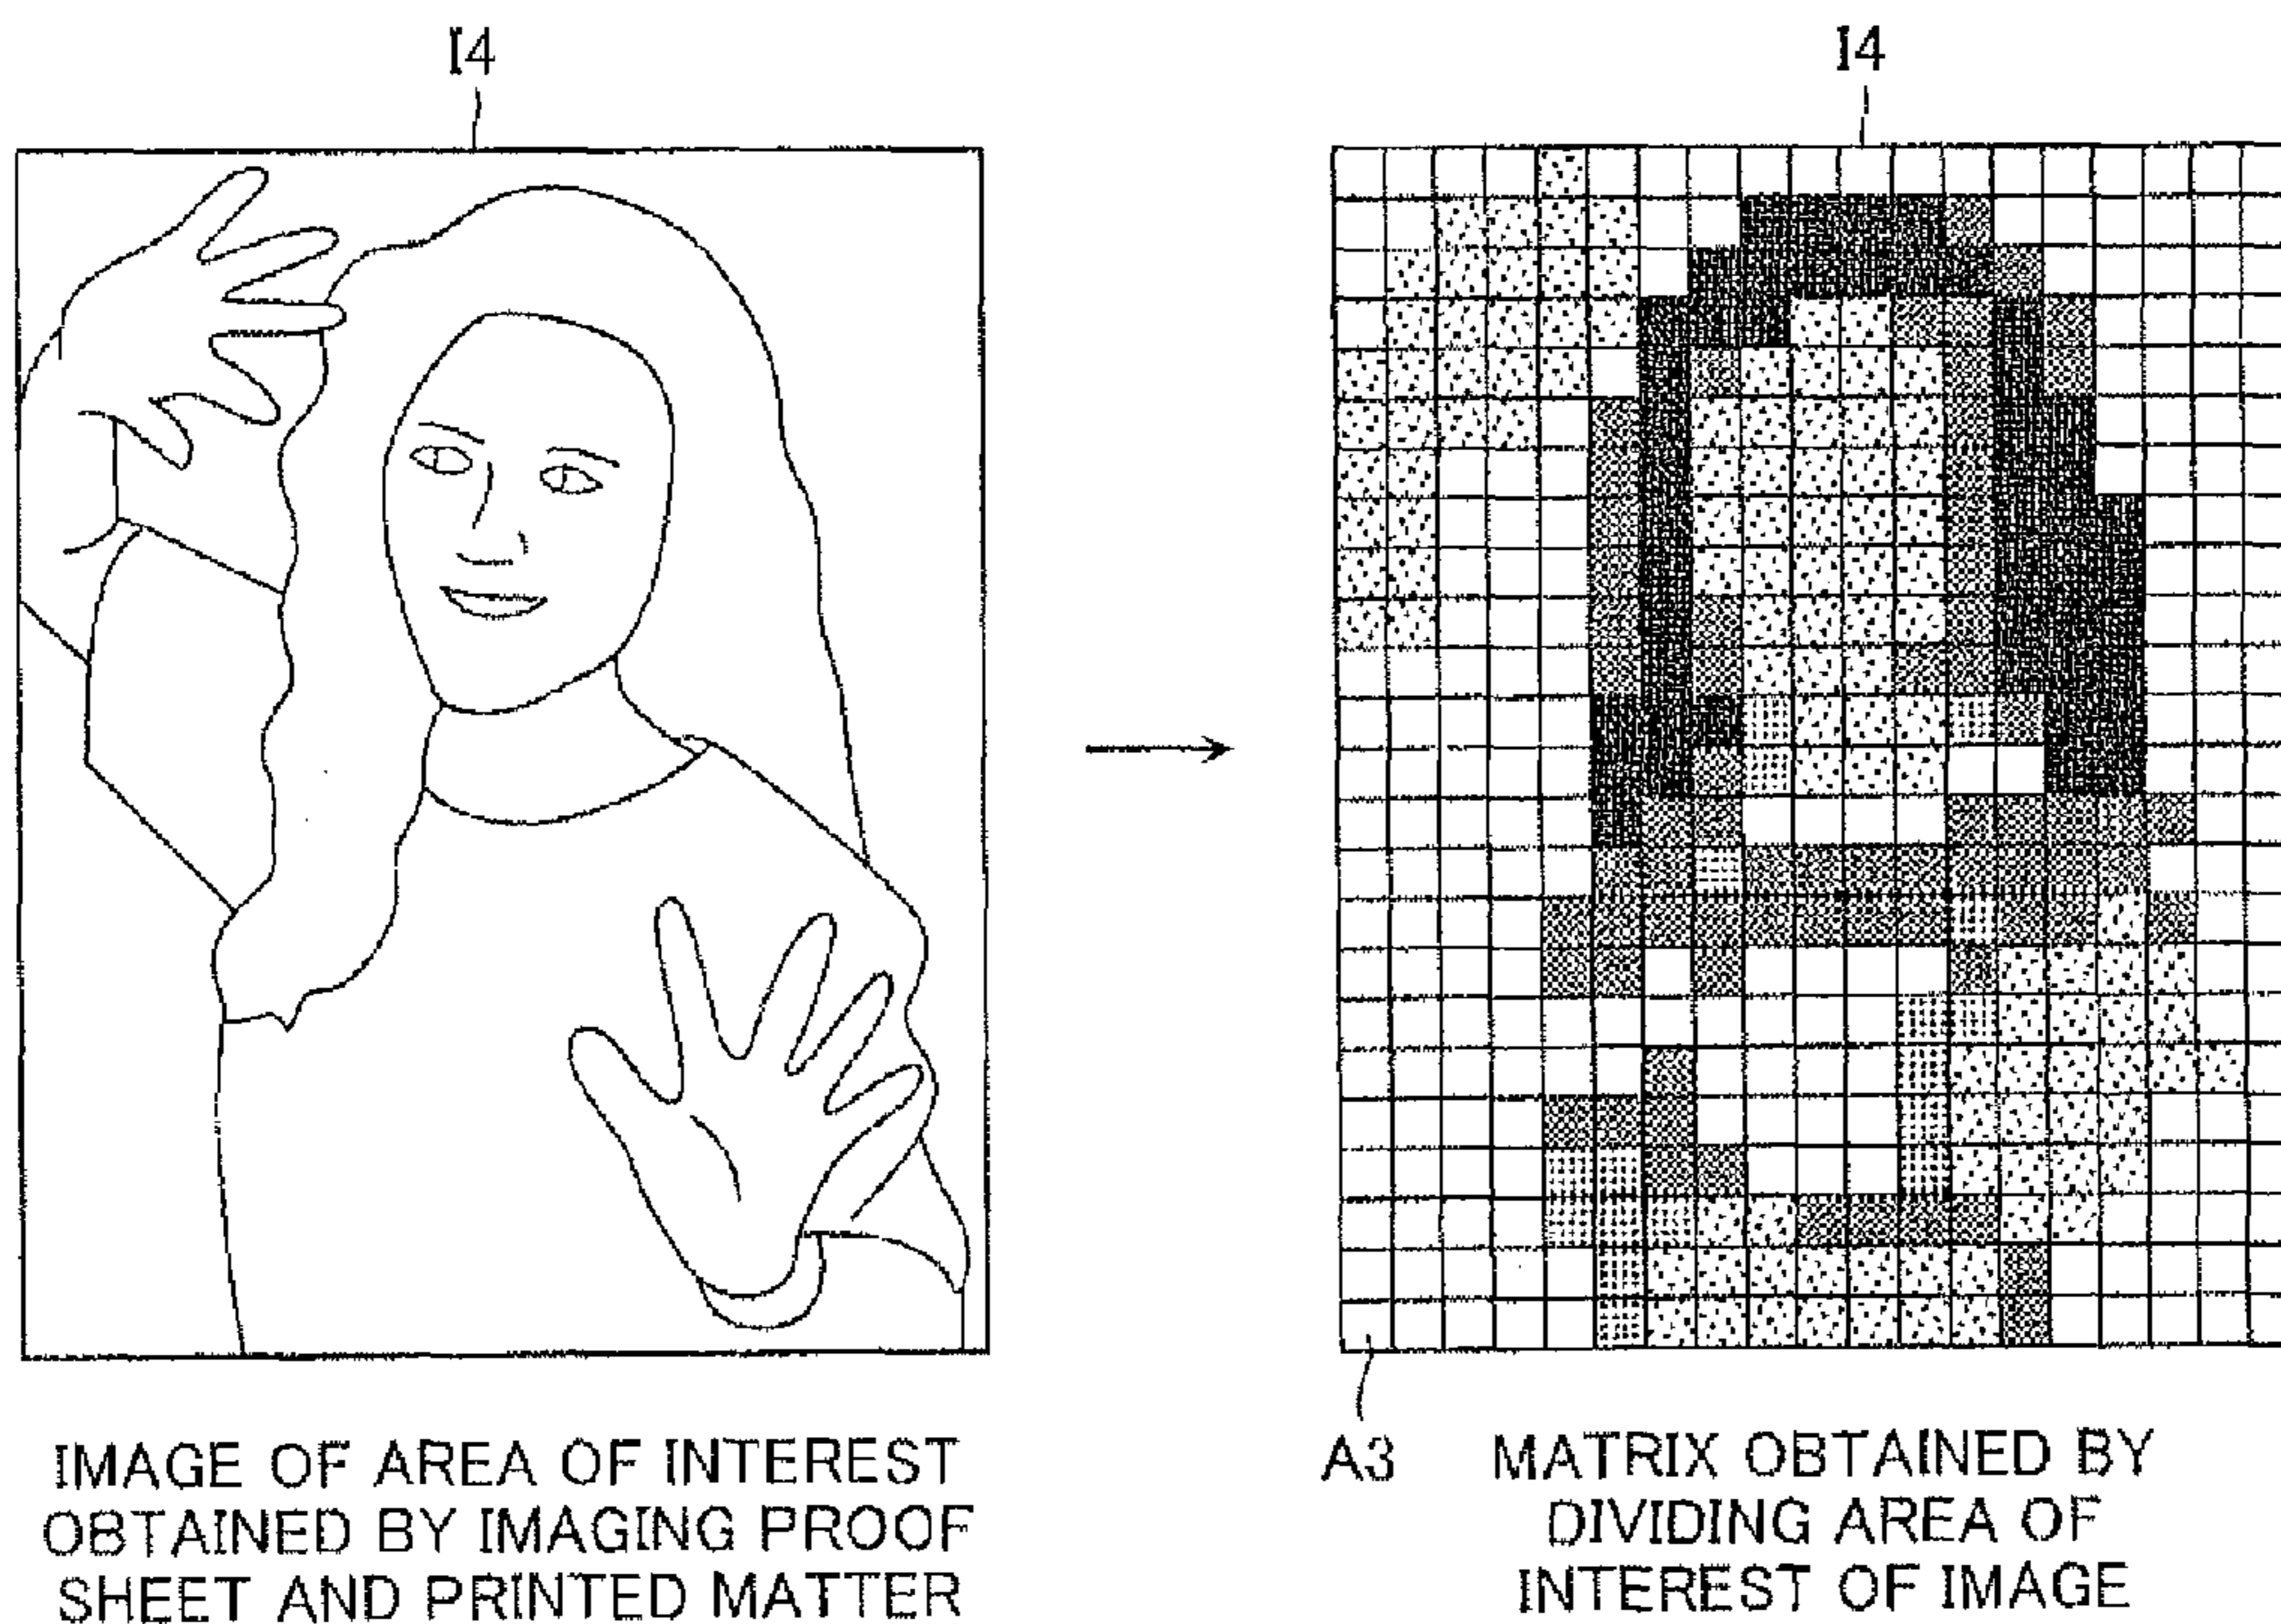 I4
I4
IMAGE OF AREA OF INTEREST
OBTAINED BY IMAGING PROOF
SHEET AND PRINTED MATTER
A3
MATRIX OBTAINED BY
DIVIDING AREA OF
INTEREST OF IMAGE